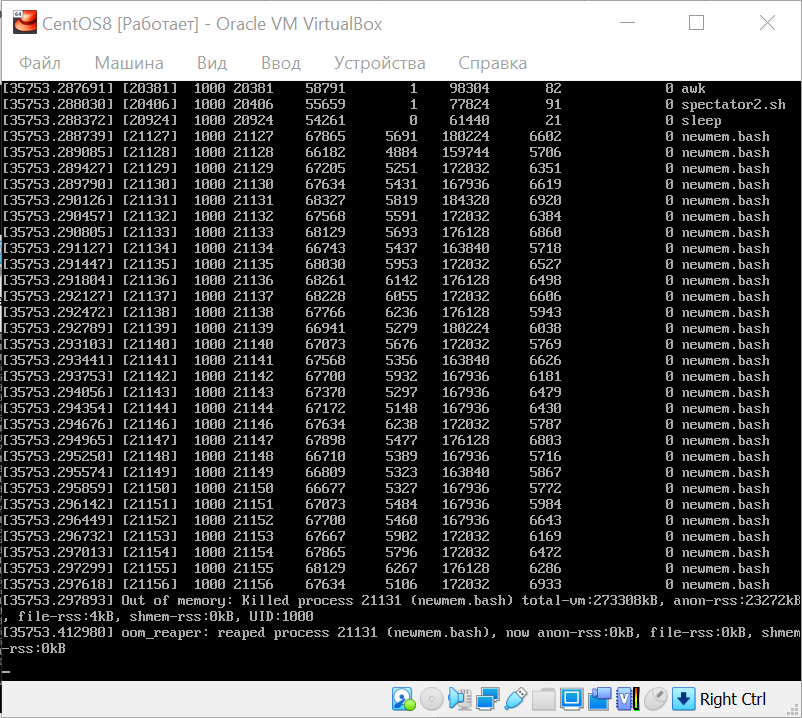 64
CentOS8 [Работает] - Oracle VM VirtualBox
Файл Машина Вид Ввод Устройства Справка
[35753.287691] [20381] 1000 20381 58791 1 98304 82 0 awk
[35753.288030] [20406] 1000 20406 55659 1 77824 91 0 spectator2.sh
[35753.288372] [20924] 1000 20924 54261 0 61440 21 0 sleep
[35753.288739] [21127] 1000 21127 67865 5691 180224 6602 0 newmem.bash
[35753.289085] [21128] 1000 21128 66182 4884 159744 5706 0 newmem.bash
[35753.289427] [21129] 1000 21129 67205 5251 172032 6351 0 newmem.bash
[35753.289790] [21130] 1000 21130 67634 5431 167936 6619 0 newmem.bash
[35753.290126] [21131] 1000 21131 68327 5819 184320 6920 0 newmem.bash
[35753.290457] [21132] 1000 21132 67568 5591 172032 6384 0 newmem.bash
[35753.290805] [21133] 1000 21133 68129 5693 176128 6860 0 newmem.bash
[35753.291127] [21134] 1000 21134 66743 5437 163840 5718 0 newmem.bash
[35753.291447] [21135] 1000 21135 68030 5953 172032 6527 0 newmem.bash
[35753.291804] [21136] 1000 21136 68261 6142 176128 6498 0 newmem.bash
[35753.292127] [21137] 1000 21137 68228 6055 172032 6606 0 newmem.bash
[35753.292472] [21138] 1000 21138 67766 6236 176128 5943 0 newmem.bash
[35753.292789] [21139] 1000 21139 66941 5279 180224 6038 0 newmem.bash
[35753.293103] [21140] 1000 21140 67073 5676 172032 5769 0 newmem.bash
[35753.293441] [21141] 1000 21141 67568 5356 163840 6626 0 newmem.bash
[35753.293753] [21142] 1000 21142 67700 5932 167936 6181 0 newmem.bash
[35753.294056] [21143] 1000 21143 67370 5297 167936 6479 0 newmem.bash
[35753.294354] [21144] 1000 21144 67172 5148 167936 6430 0 newmem.bash
[35753.294676] [21146] 1000 21146 67634 6238 172032 5787 0 newmem.bash
[35753.294965] [21147] 1000 21147 67898 5477 176128 6803 0 newmem.bash
[35753.295250] [21148] 1000 21148 66710 5389 167936 5716 0 newmem.bash
[35753.295574] [21149] 1000 21149 66809 5323 163840 5867 0 newmem.bash
[35753.295859] [21150] 1000 21150 66677 5327 167936 5772 0 newmem.bash
[35753.296142] [21151] 1000 21151 67073 5484 167936 5984 0 newmem.bash
[35753.296449] [21152] 1000 21152 67700 5460 167936 6643 0 newmem.bash
[35753.296732] [21153] 1000 21153 67667 5902 172032 6169 0 newmem.bash
[35753.297013] [21154] 1000 21154 67865 5796 172032 6472 0 newmem.bash
[35753.297299] [21155] 1000 21155 68129 6267 176128 6286 0 newmem.bash
[35753.297618] [21156] 1000 21156 67634 5106 172032 6933 0 newmem.bash
[35753.297893] Out of memory: Killed process 21131 (newmem.bash) total-vm:273308kB, anon-rss:23272kB
, file-rss:4kB, shmem-rss:0kB, UID:1000
[35753.412980] oom_reaper: reaped process 21131 (newmem.bash), now anon-rss:0kB, file-rss:0kB, shmem
-rss:0kB
_
Right Ctrl